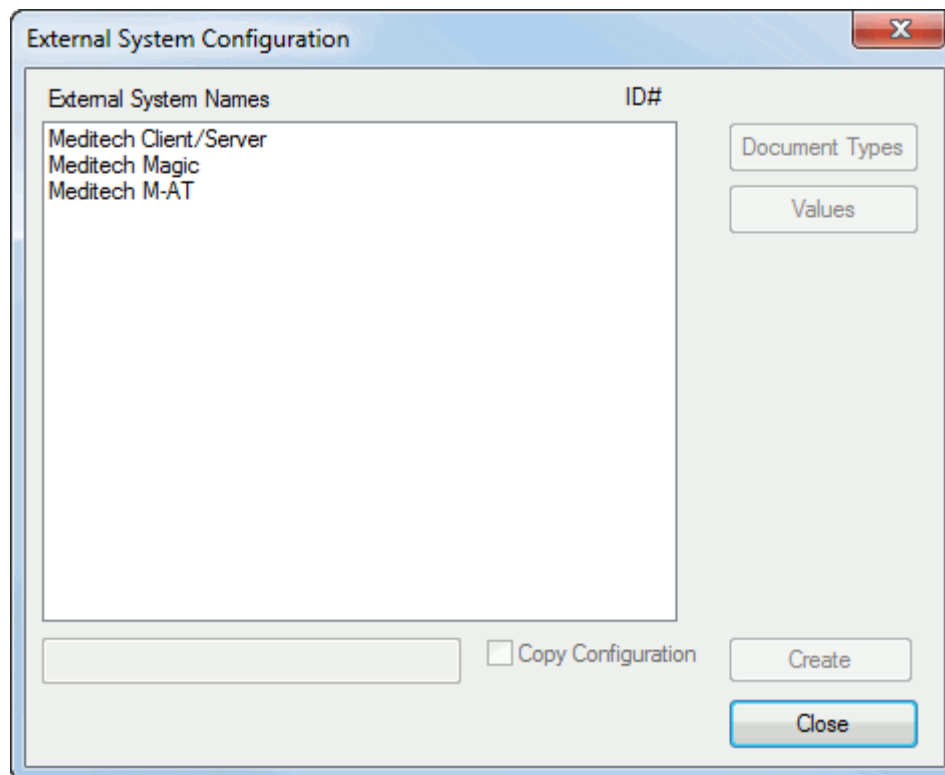 External System Configuration
External System Names ID#
Meditech Client/Server
Meditech Magic
Meditech M-AT
Document Types
Values
Copy Configuration
Create
Close